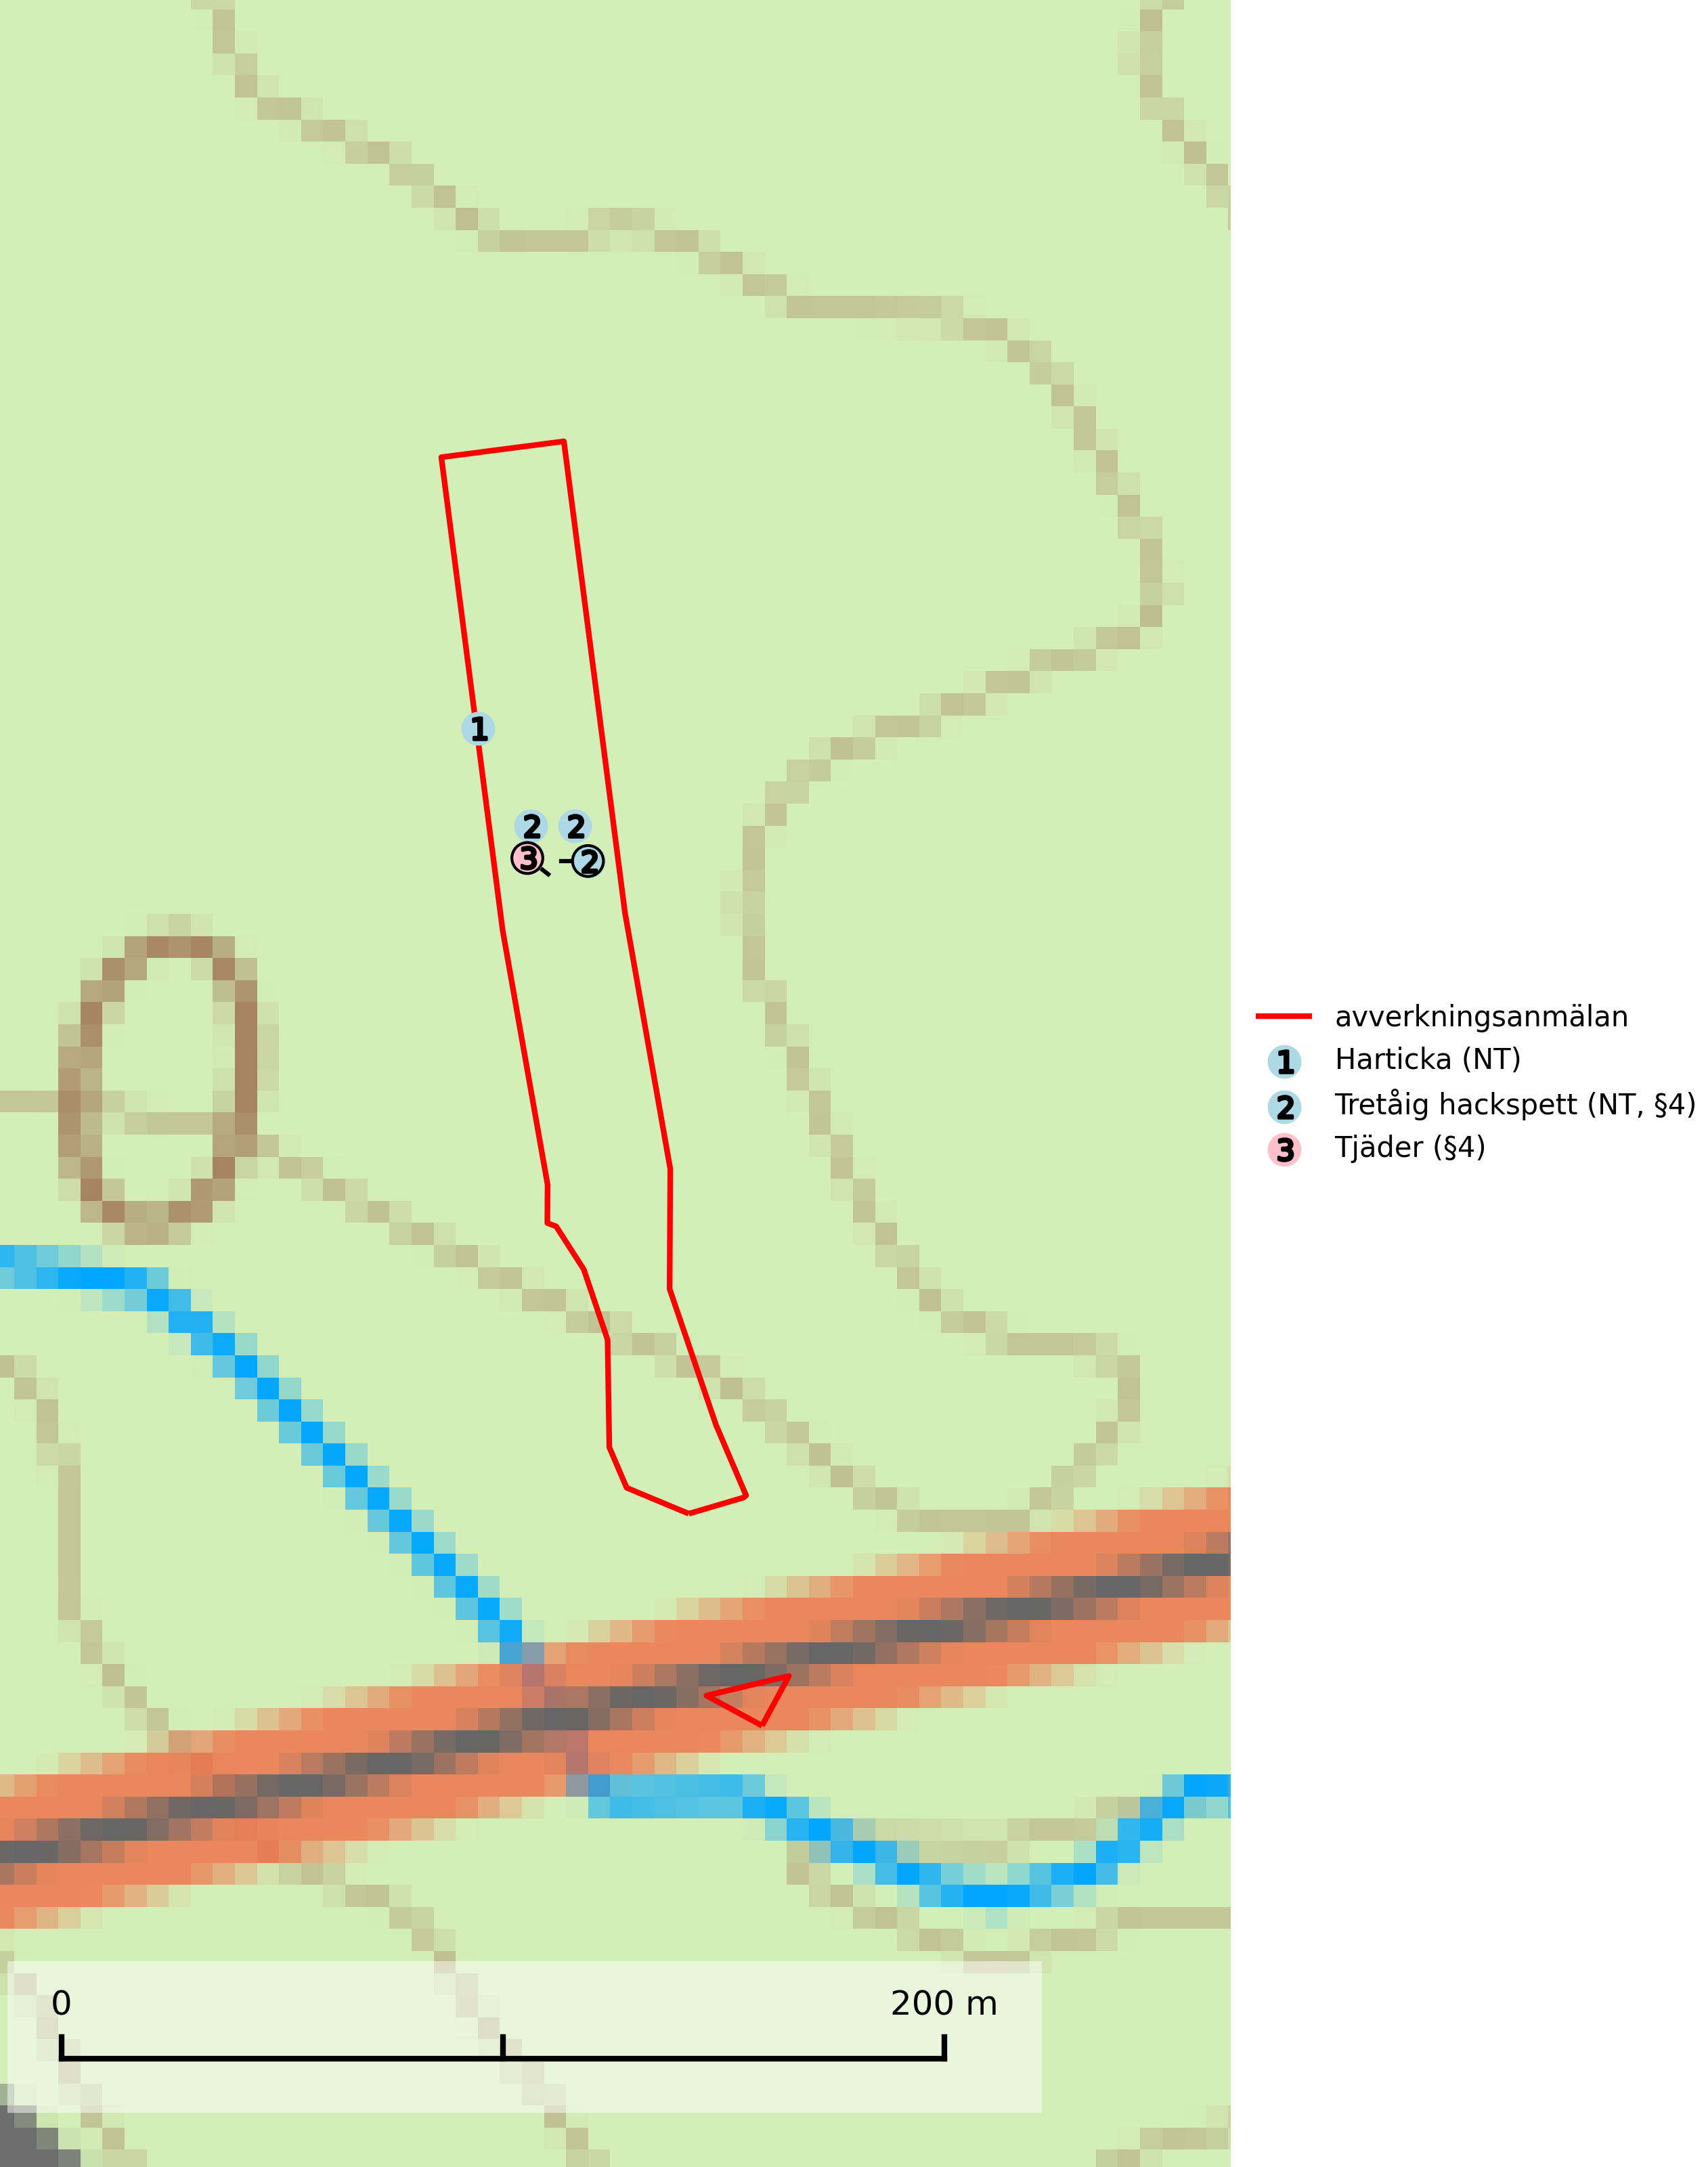 1
2 2
3 2
avverkningsanmälan
1 Harticka (NT)
2 Tretåig hackspett (NT, §4)
3 Tjäder (§4)
0 200 m